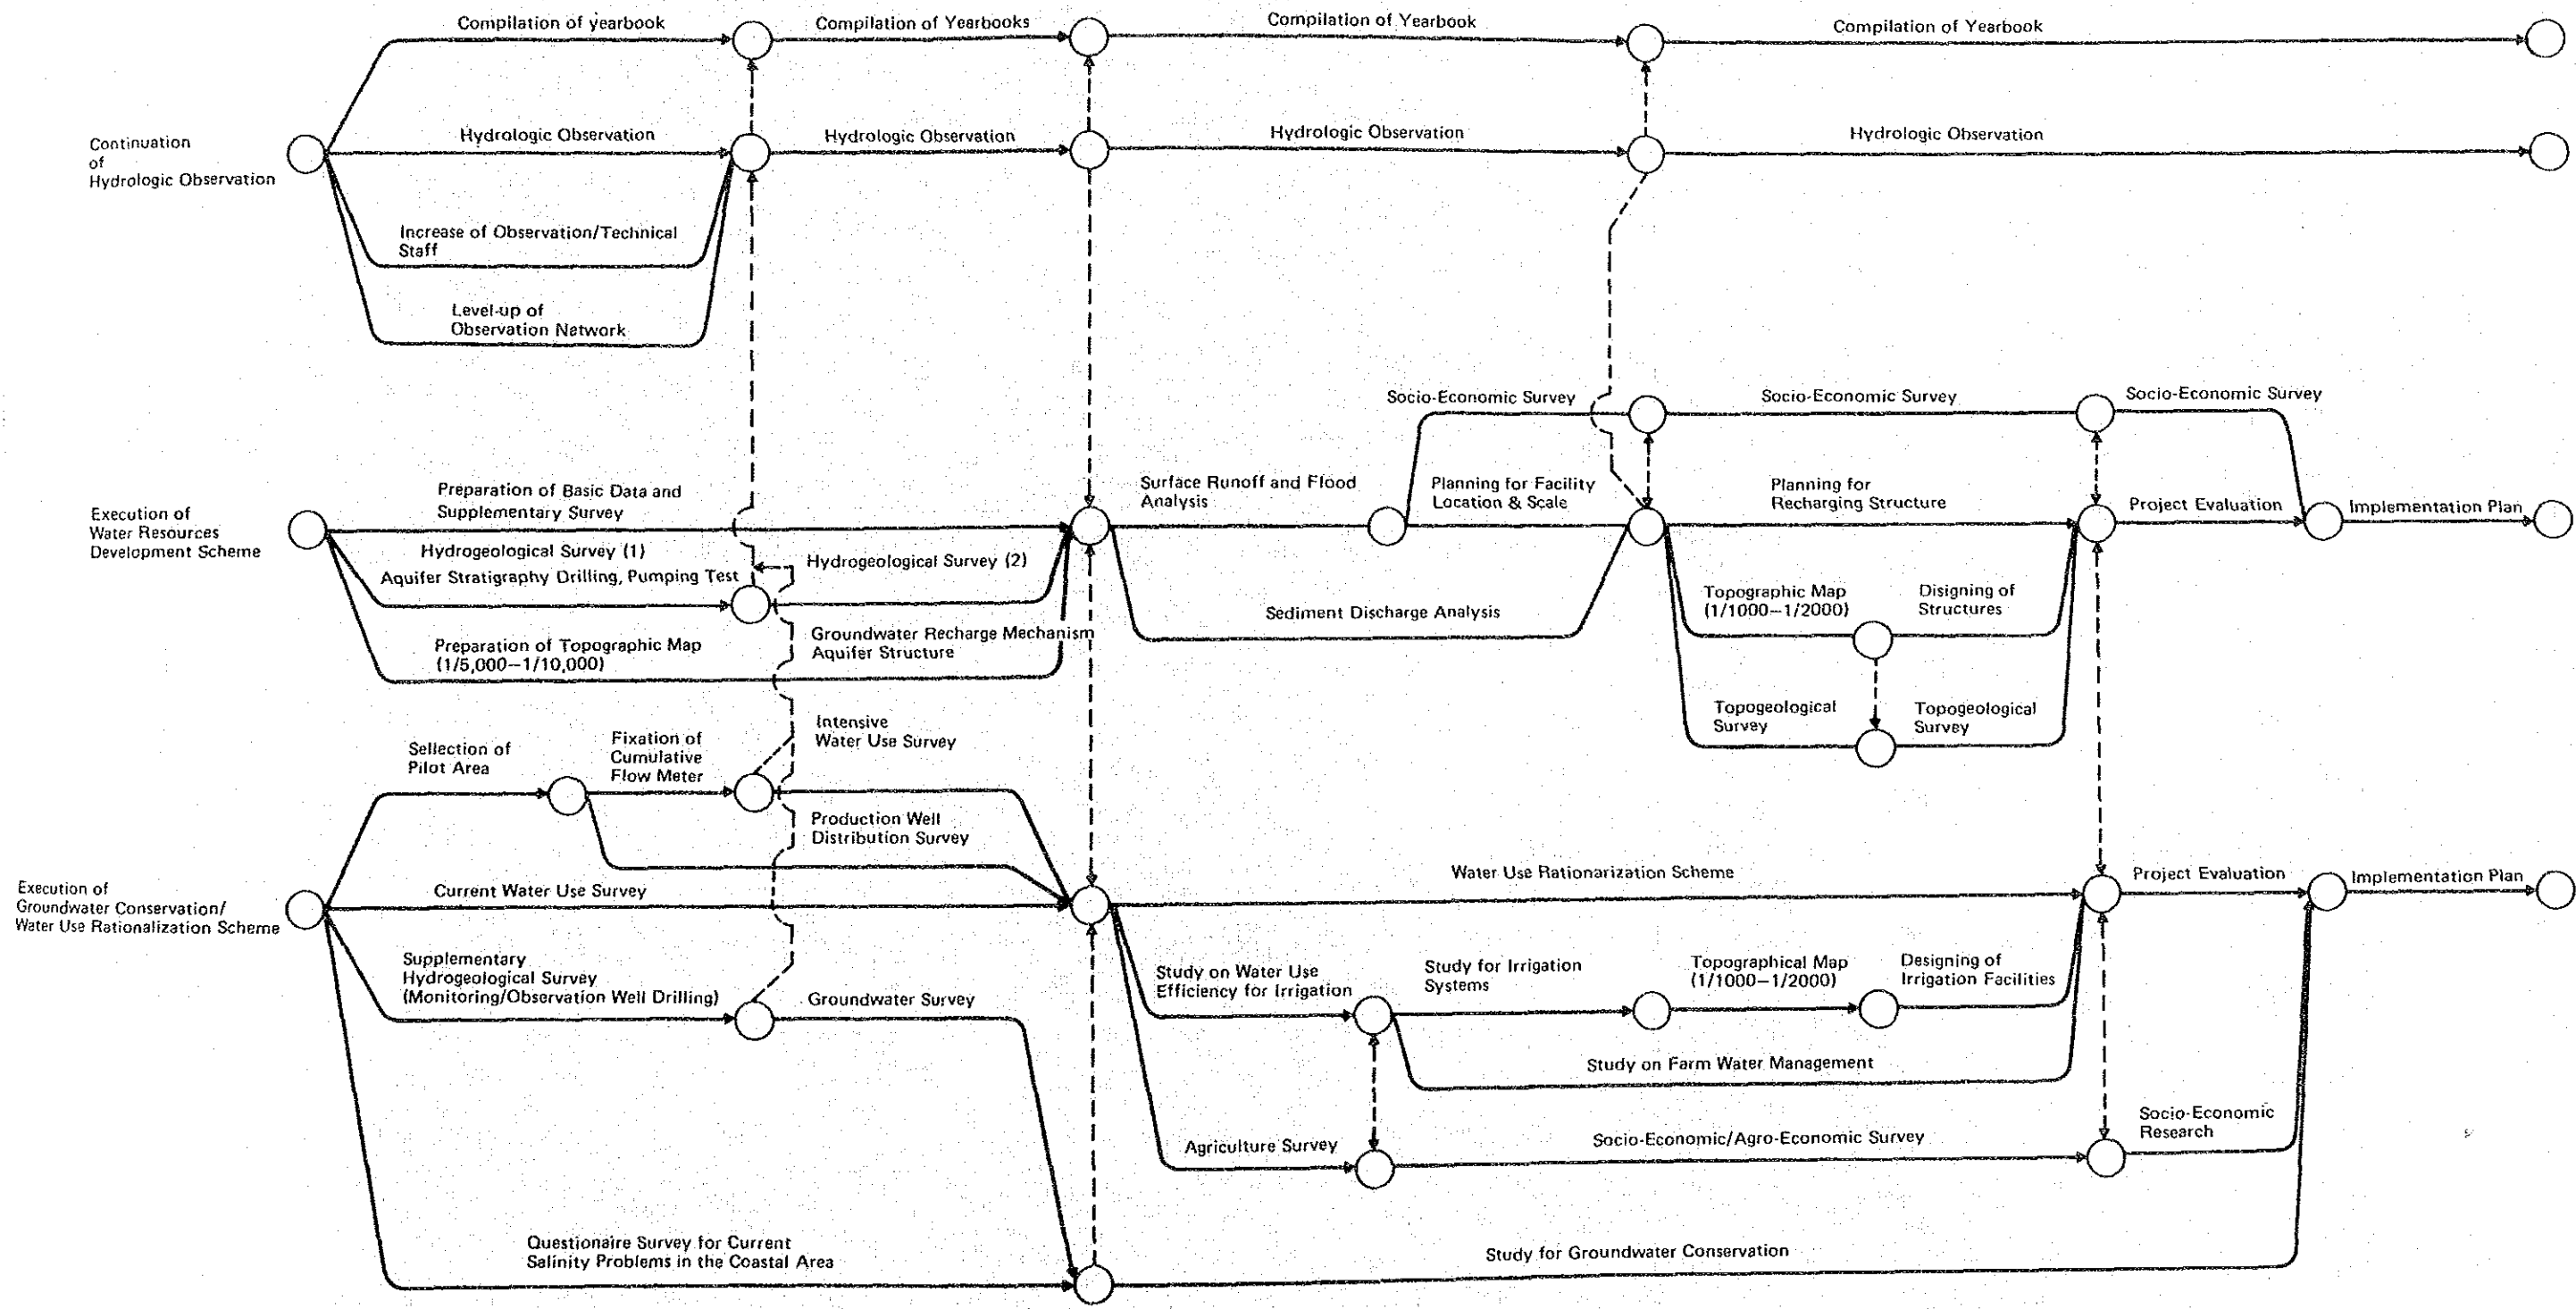 Compilation of yearbook
Compilation of Yearbooks
Compilation of Yearbook
Compilation of Yearbook
Continuation
of
Hydrologic Observation
Hydrologic Observation
Hydrologic Observation
Hydrologic Observation
Hydrologic Observation
Increase of Observation/Technical
Staff
Level-up of
Observation Network
Execution of
Water Resources
Development Scheme
Preparation of Basic Data and
Supplementary Survey
Hydrogeological Survey (1)
Aquifer Stratigraphy Drilling, Pumping Test
Hydrogeological Survey (2)
Preparation of Topographic Map
(1/5,000–1/10,000)
Groundwater Recharge Mechanism
Aquifer Structure
Surface Runoff and Flood
Analysis
Socio-Economic Survey
Planning for Facility
Location & Scale
Sediment Discharge Analysis
Socio-Economic Survey
Planning for
Recharging Structure
Topographic Map
(1/1000–1/2000)
Disigning of
Structures
Topogeological
Survey
Topogeological
Survey
Socio-Economic Survey
Project Evaluation
Implementation Plan
Execution of
Groundwater Conservation/
Water Use Rationalization Scheme
Sellection of
Pilot Area
Fixation of
Cumulative
Flow Meter
Intensive
Water Use Survey
Production Well
Distribution Survey
Current Water Use Survey
Supplementary
Hydrogeological Survey
(Monitoring/Observation Well Drilling)
Groundwater Survey
Questionaire Survey for Current
Salinity Problems in the Coastal Area
Water Use Rationarization Scheme
Study on Water Use
Efficiency for Irrigation
Study for Irrigation
Systems
Topographical Map
(1/1000–1/2000)
Designing of
Irrigation Facilities
Study on Farm Water Management
Agriculture Survey
Socio-Economic/Agro-Economic Survey
Study for Groundwater Conservation
Project Evaluation
Implementation Plan
Socio-Economic
Research